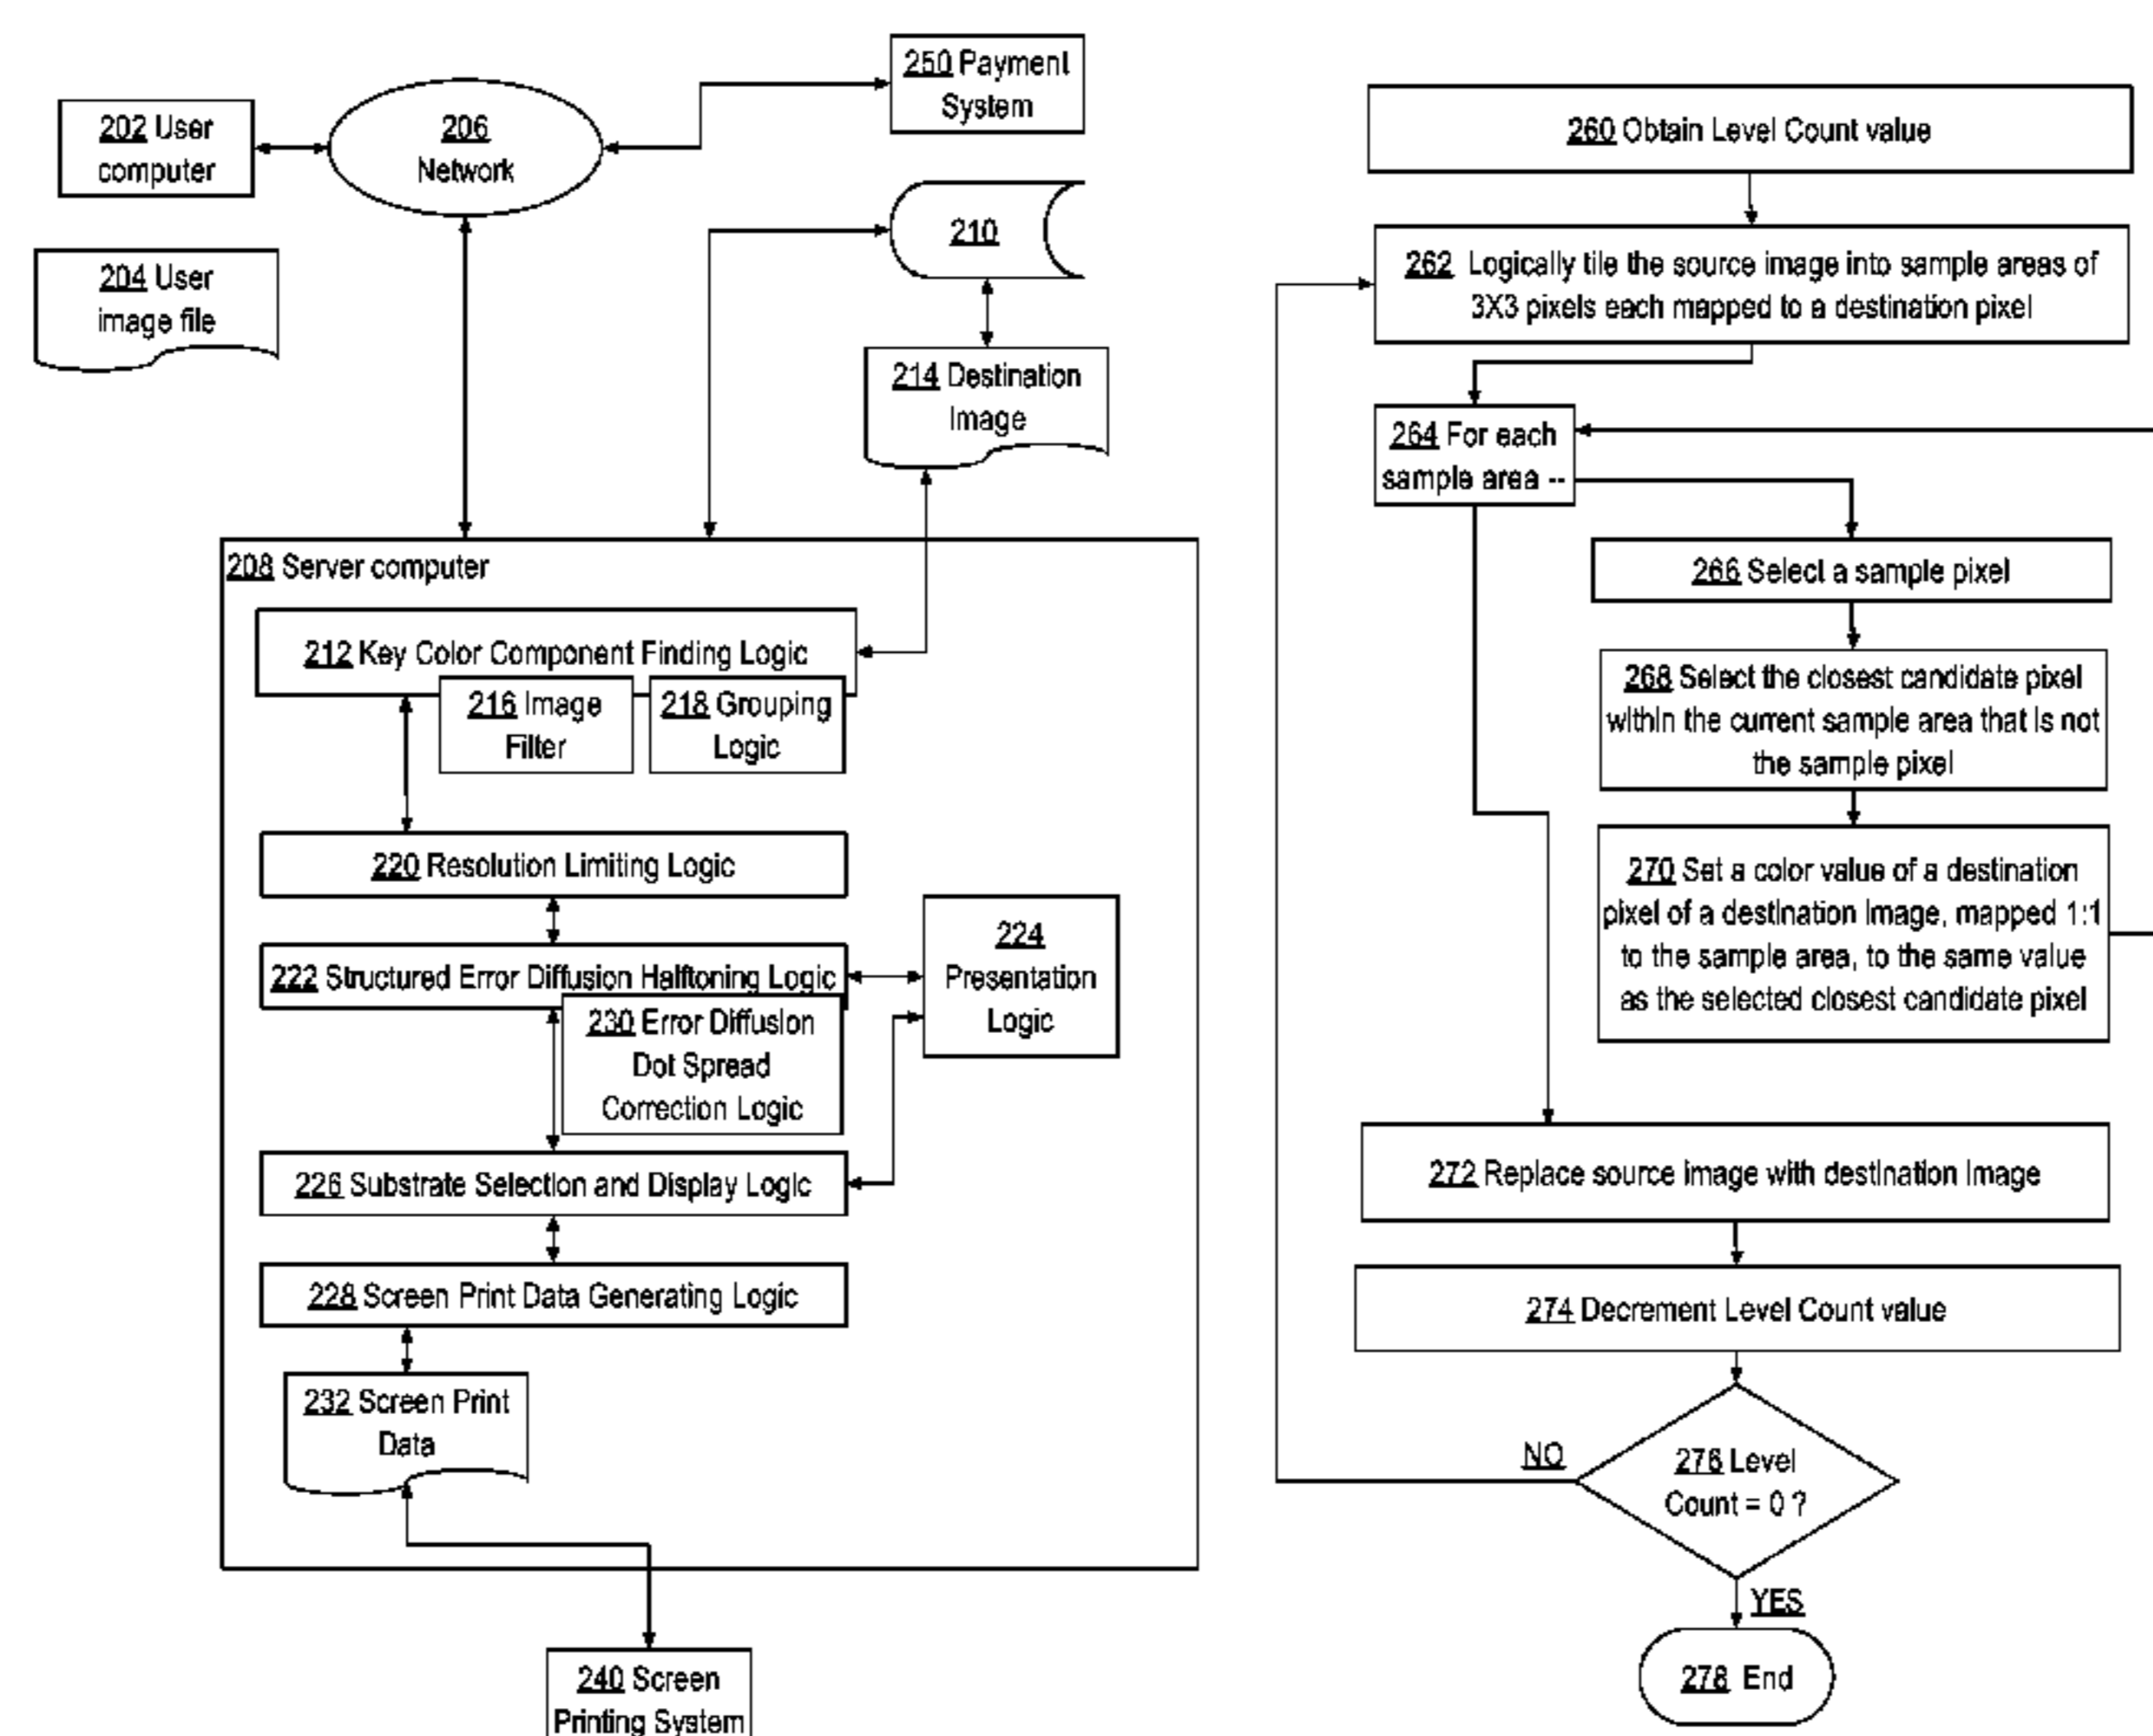 250 Payment
System
202 User
computer
206
Network
204 User
image file
210
214 Destination
Image
208 Server computer
212 Key Color Component Finding Logic
216 Image
Filter
218 Grouping
Logic
220 Resolution Limiting Logic
222 Structured Error Diffusion Halftoning Logic
224
Presentation
Logic
230 Error Diffusion
Dot Spread
Correction Logic
226 Substrate Selection and Display Logic
228 Screen Print Data Generating Logic
232 Screen Print
Data
240 Screen
Printing System
260 Obtain Level Count value
262 Logically tile the source image into sample areas of
3X3 pixels each mapped to a destination pixel
264 For each
sample area --
266 Select a sample pixel
268 Select the closest candidate pixel
within the current sample area that is not
the sample pixel
270 Set a color value of a destination
pixel of a destination image, mapped 1:1
to the sample area, to the same value
as the selected closest candidate pixel
272 Replace source image with destination image
274 Decrement Level Count value
276 Level
Count = 0 ?
NO
YES
278 End